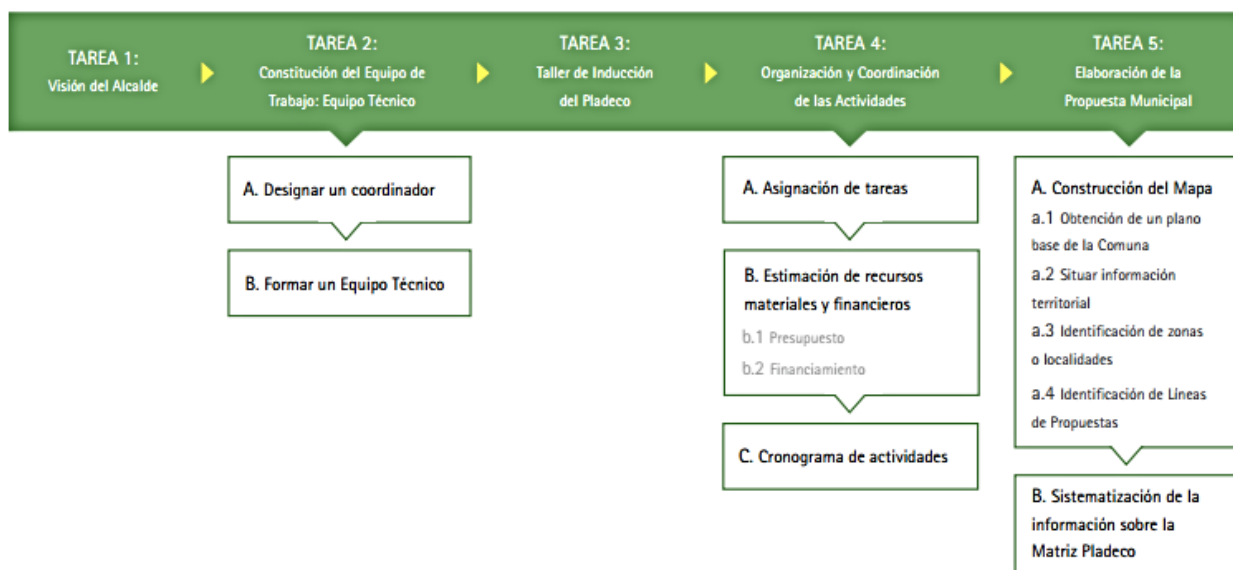 TAREA 1:
Visión del Alcalde
TAREA 2:
Constitución del Equipo de
Trabajo: Equipo Técnico
TAREA 3:
Taller de Inducción
del Pladeco
TAREA 4:
Organización y Coordinación
de las Actividades
TAREA 5:
Elaboración de la
Propuesta Municipal
A. Designar un coordinador
B. Formar un Equipo Técnico
A. Asignación de tareas
B. Estimación de recursos
materiales y financieros
b.1 Presupuesto
b.2 Financiamiento
C. Cronograma de actividades
A. Construcción del Mapa
a.1 Obtención de un plano
base de la Comuna
a.2 Situar información
territorial
a.3 Identificación de zonas
o localidades
a.4 Identificación de Líneas
de Propuestas
B. Sistematización de la
información sobre la
Matriz Pladeco